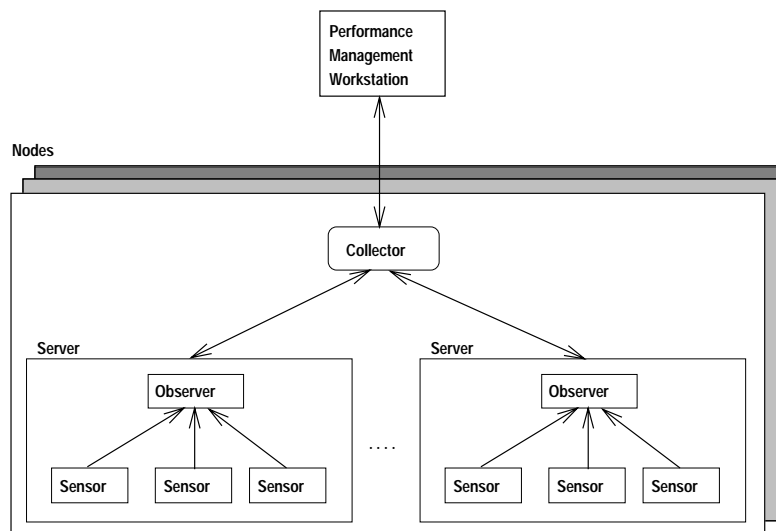 Performance
Management
Workstation
Nodes
Collector
Server
Server
Observer
Observer
....
Sensor
Sensor
Sensor
Sensor
Sensor
Sensor